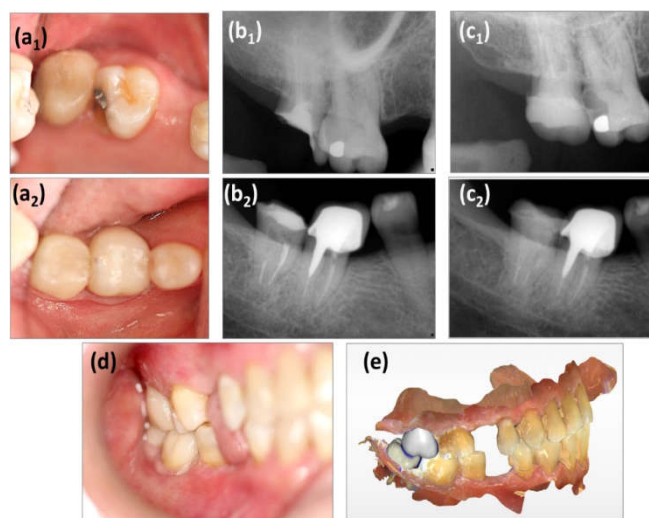 (a₁)
(b₁)
(c₁)
(a₂)
(b₂)
(c₂)
(d)
(e)